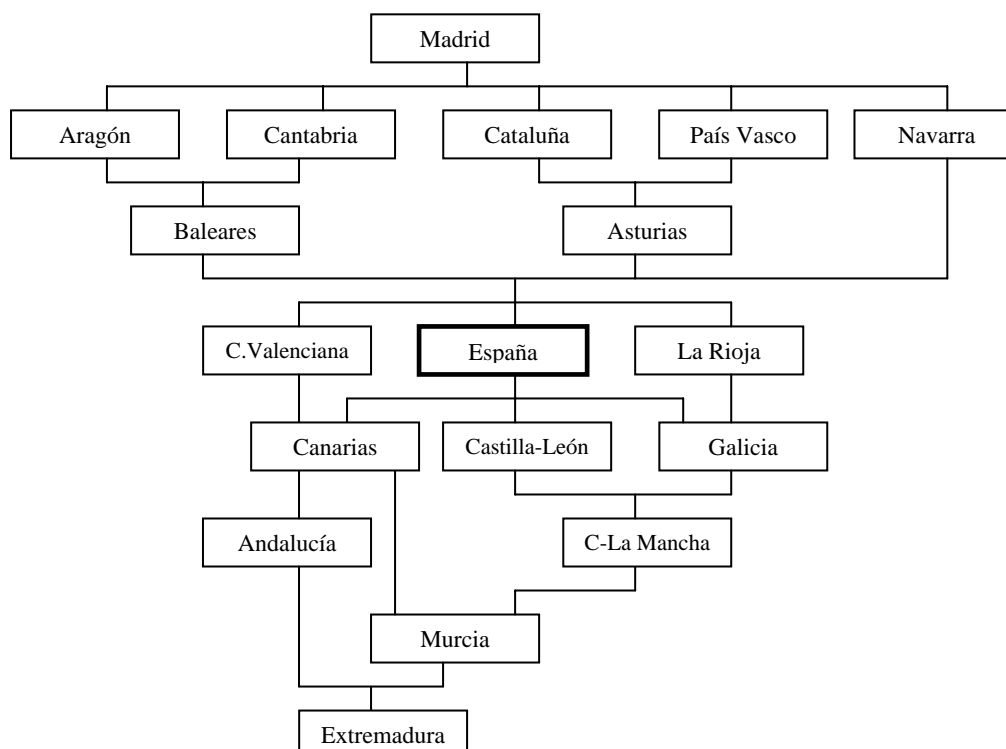 Madrid
Aragón
Cantabria
Cataluña
País Vasco
Navarra
Baleares
Asturias
C.Valenciana
España
La Rioja
Canarias
Castilla-León
Galicia
Andalucía
C-La Mancha
Murcia
Extremadura